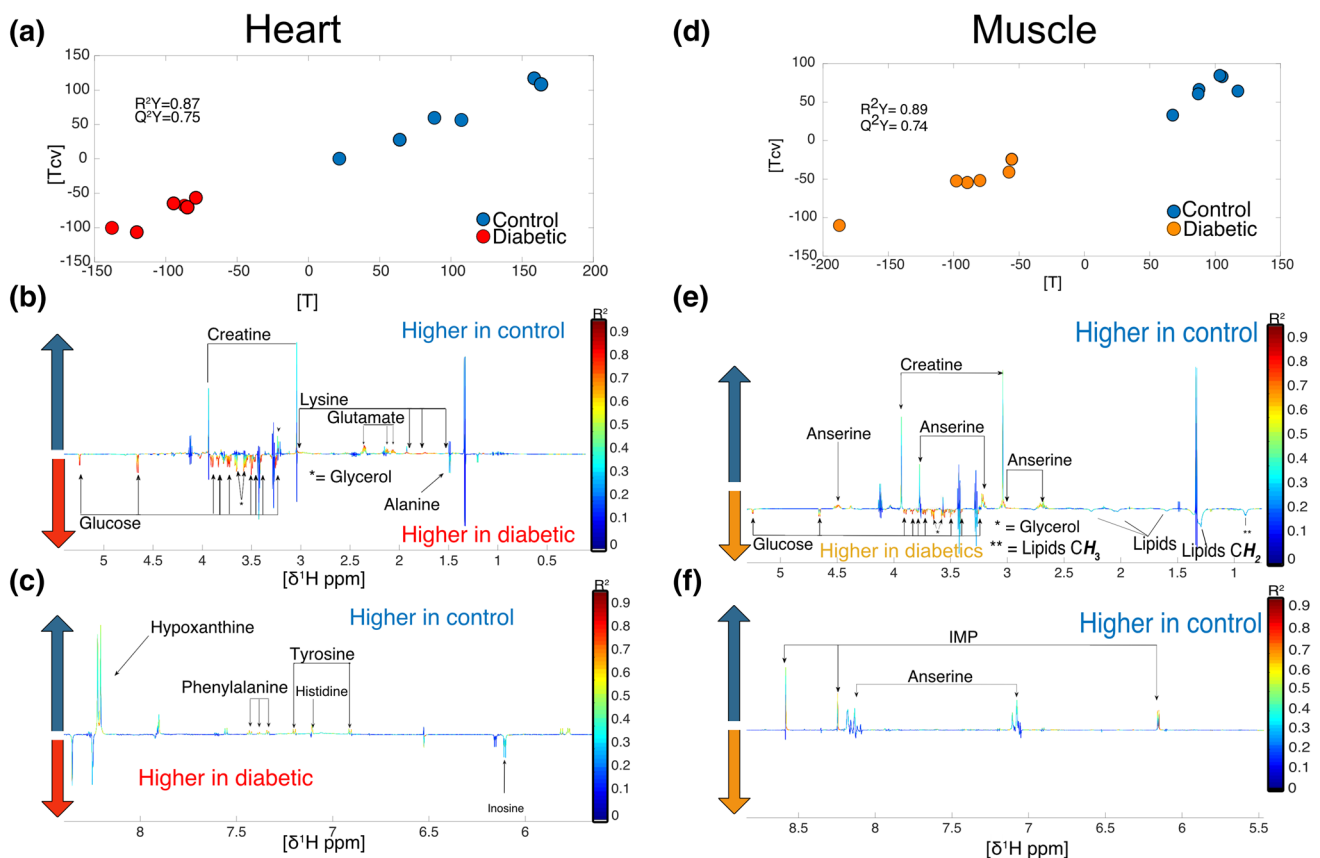 Heart
(a)
150
100
50
0
-50
-100
-150
[Tcv]
R²Y=0.87
Q²Y=0.75
Control
Diabetic
-150 -100 -50 0 50 100 150 200
[T]
Muscle
(d)
100
50
0
-50
-100
-150
[Tcv]
R²Y= 0.89
Q²Y= 0.74
Control
Diabetic
-200 -150 -100 -50 0 50 100 150
[T]
(b)
Higher in control
Creatine
Lysine
Glutamate
*= Glycerol
*
Alanine
Glucose
Higher in diabetic
R²
0.9
0.8
0.7
0.6
0.5
0.4
0.3
0.2
0.1
0
5 4.5 4 3.5 3 2.5 2 1.5 1
[δ¹H ppm]
(e)
Higher in control
Creatine
Anserine
Anserine
Anserine
*
* = Glycerol
** = Lipids CH₃
**
Lipids
Lipids CH₂
Glucose
Higher in diabetics
R²
0.9
0.8
0.7
0.6
0.5
0.4
0.3
0.2
0.1
0
5 4.5 4 3.5 3 2.5 2 1.5 1
[δ¹H ppm]
(c)
Higher in control
Hypoxanthine
Tyrosine
Phenylalanine
Histidine
Higher in diabetic
Inosine
R²
0.9
0.8
0.7
0.6
0.5
0.4
0.3
0.2
0.1
0
8 7.5 7 6.5 6
[δ¹H ppm]
(f)
Higher in control
IMP
Anserine
R²
0.9
0.8
0.7
0.6
0.5
0.4
0.3
0.2
0.1
0
8.5 8 7.5 7 6.5 6 5.5
[δ¹H ppm]